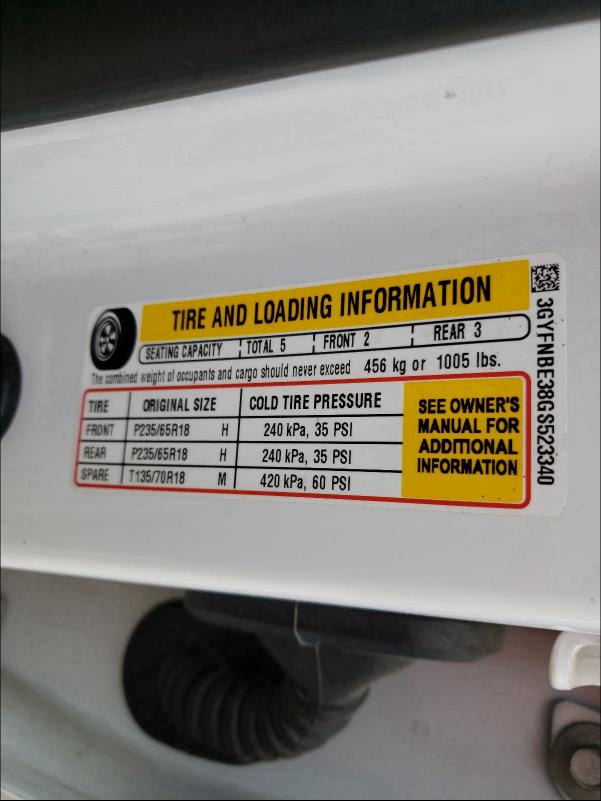 TIRE AND LOADING INFORMATION
SEATING CAPACITY TOTAL 5 FRONT 2 REAR 3
The combined weight of occupants and cargo should never exceed 456 kg or 1005 lbs.
TIRE ORIGINAL SIZE COLD TIRE PRESSURE
FRONT P235/65R18 H 240 kPa, 35 PSI
REAR P235/65R18 H 240 kPa, 35 PSI
SPARE T135/70R18 M 420 kPa, 60 PSI
SEE OWNER'S
MANUAL FOR
ADDITIONAL
INFORMATION
3GYFNBE38GS523340